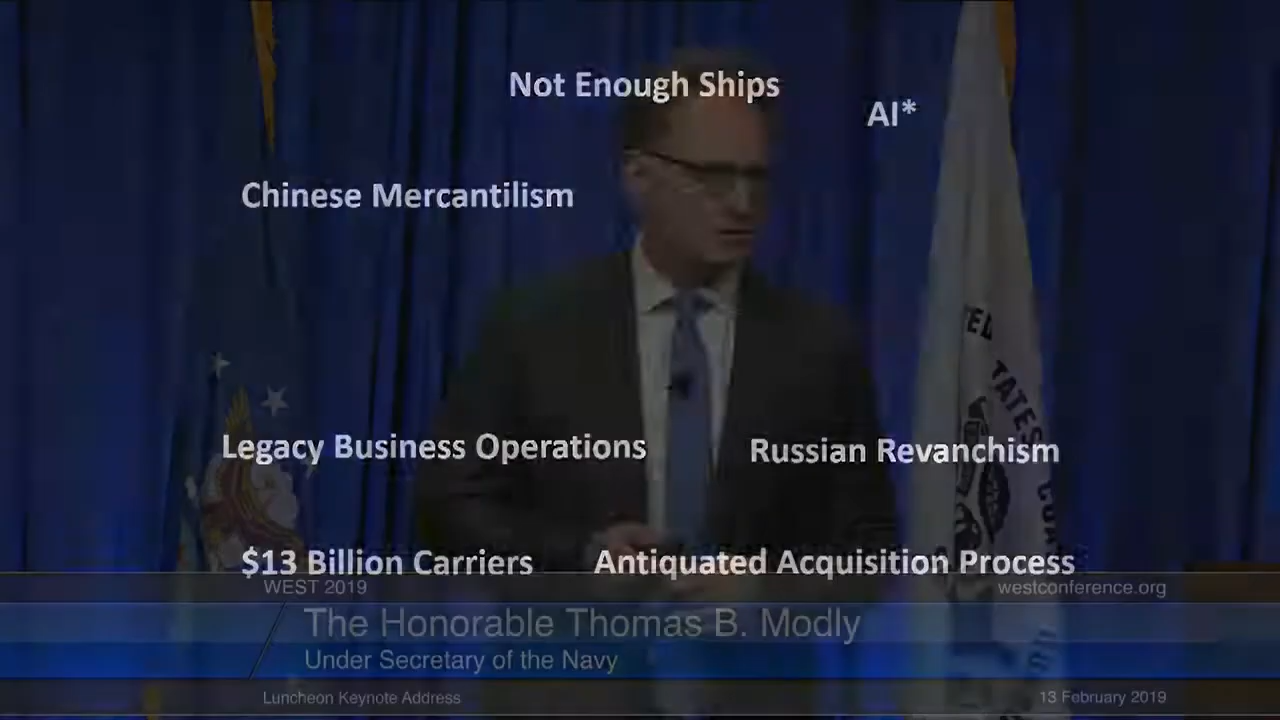 Not Enough Ships
AI*
Chinese Mercantilism
Legacy Business Operations
Russian Revanchism
$13 Billion Carriers
Antiquated Acquisition Process
WEST 2019
westconference.org
The Honorable Thomas B. Modly
Under Secretary of the Navy
Luncheon Keynote Address
13 February 2019
TATES